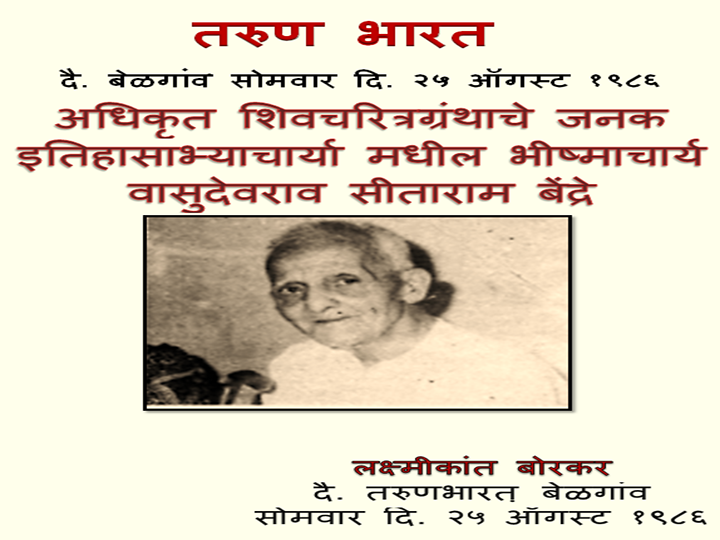 तरुण भारत
दै. बेळगांव सोमवार दि. २५ ऑगस्ट १९८६
अधिकृत शिवचरित्रग्रंथाचे जनक
इतिहासाभ्याचार्या मधील भीष्माचार्य
वासुदेवराव सीताराम बेंद्रे
लक्ष्मीकांत बोरकर
दै. तरुणभारत् बेळगांव
सोमवार दि. २५ ऑगस्ट १९८६